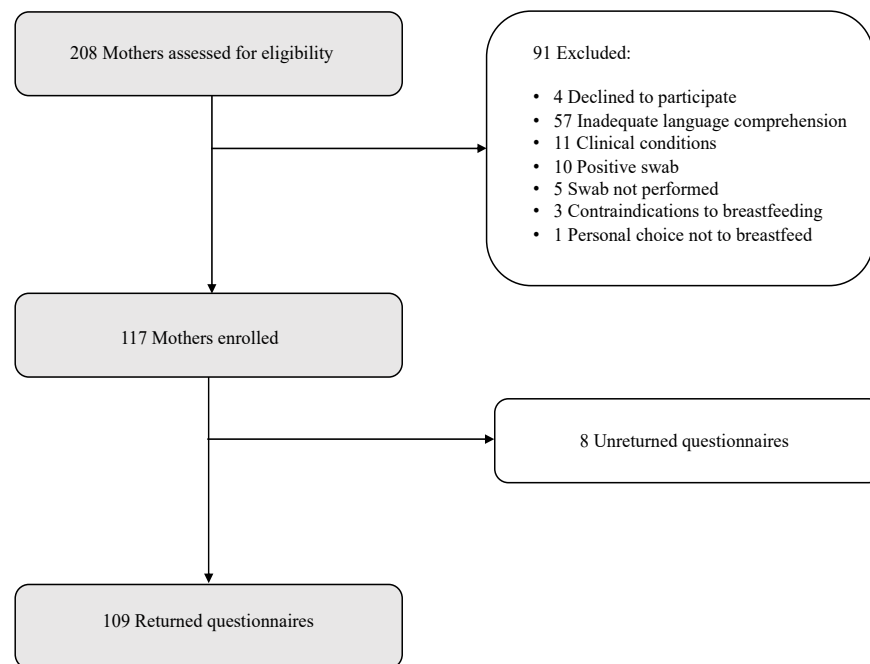 208 Mothers assessed for eligibility
91 Excluded:
• 4 Declined to participate
• 57 Inadequate language comprehension
• 11 Clinical conditions
• 10 Positive swab
• 5 Swab not performed
• 3 Contraindications to breastfeeding
• 1 Personal choice not to breastfeed
117 Mothers enrolled
8 Unreturned questionnaires
109 Returned questionnaires